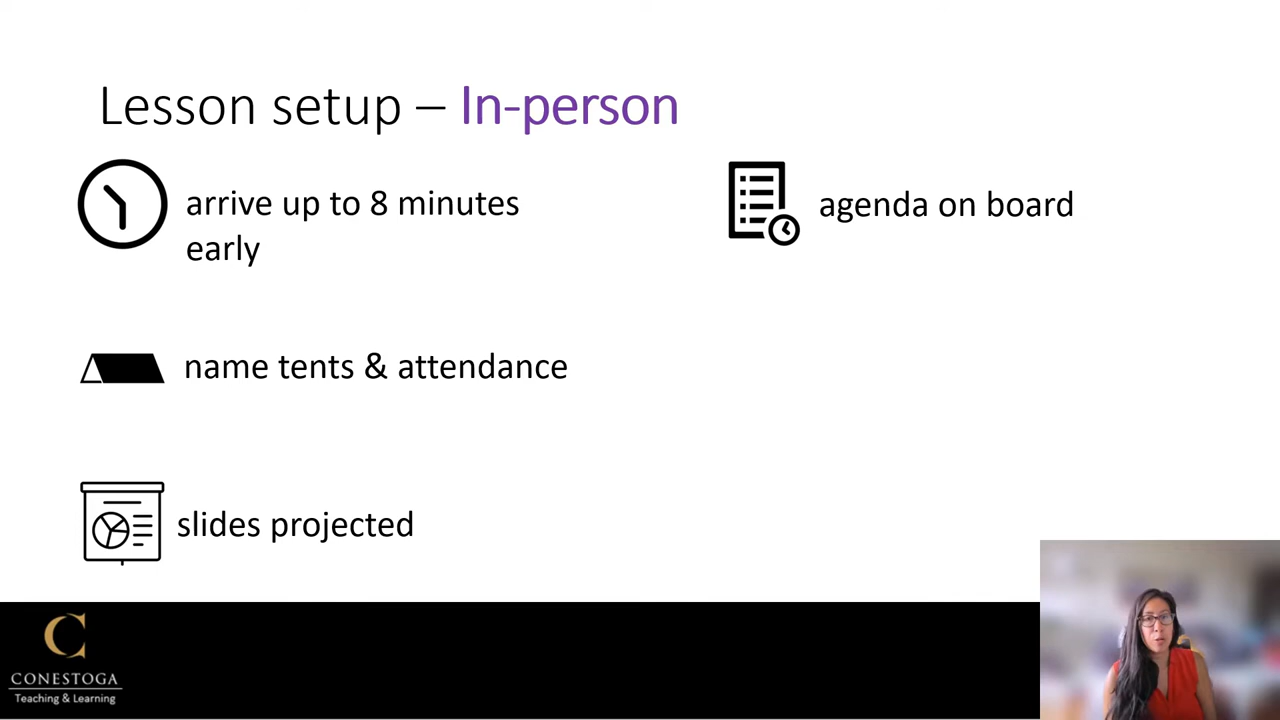 Lesson setup – In-person
arrive up to 8 minutes
early
agenda on board
name tents & attendance
slides projected
CONESTOGA
Teaching & Learning